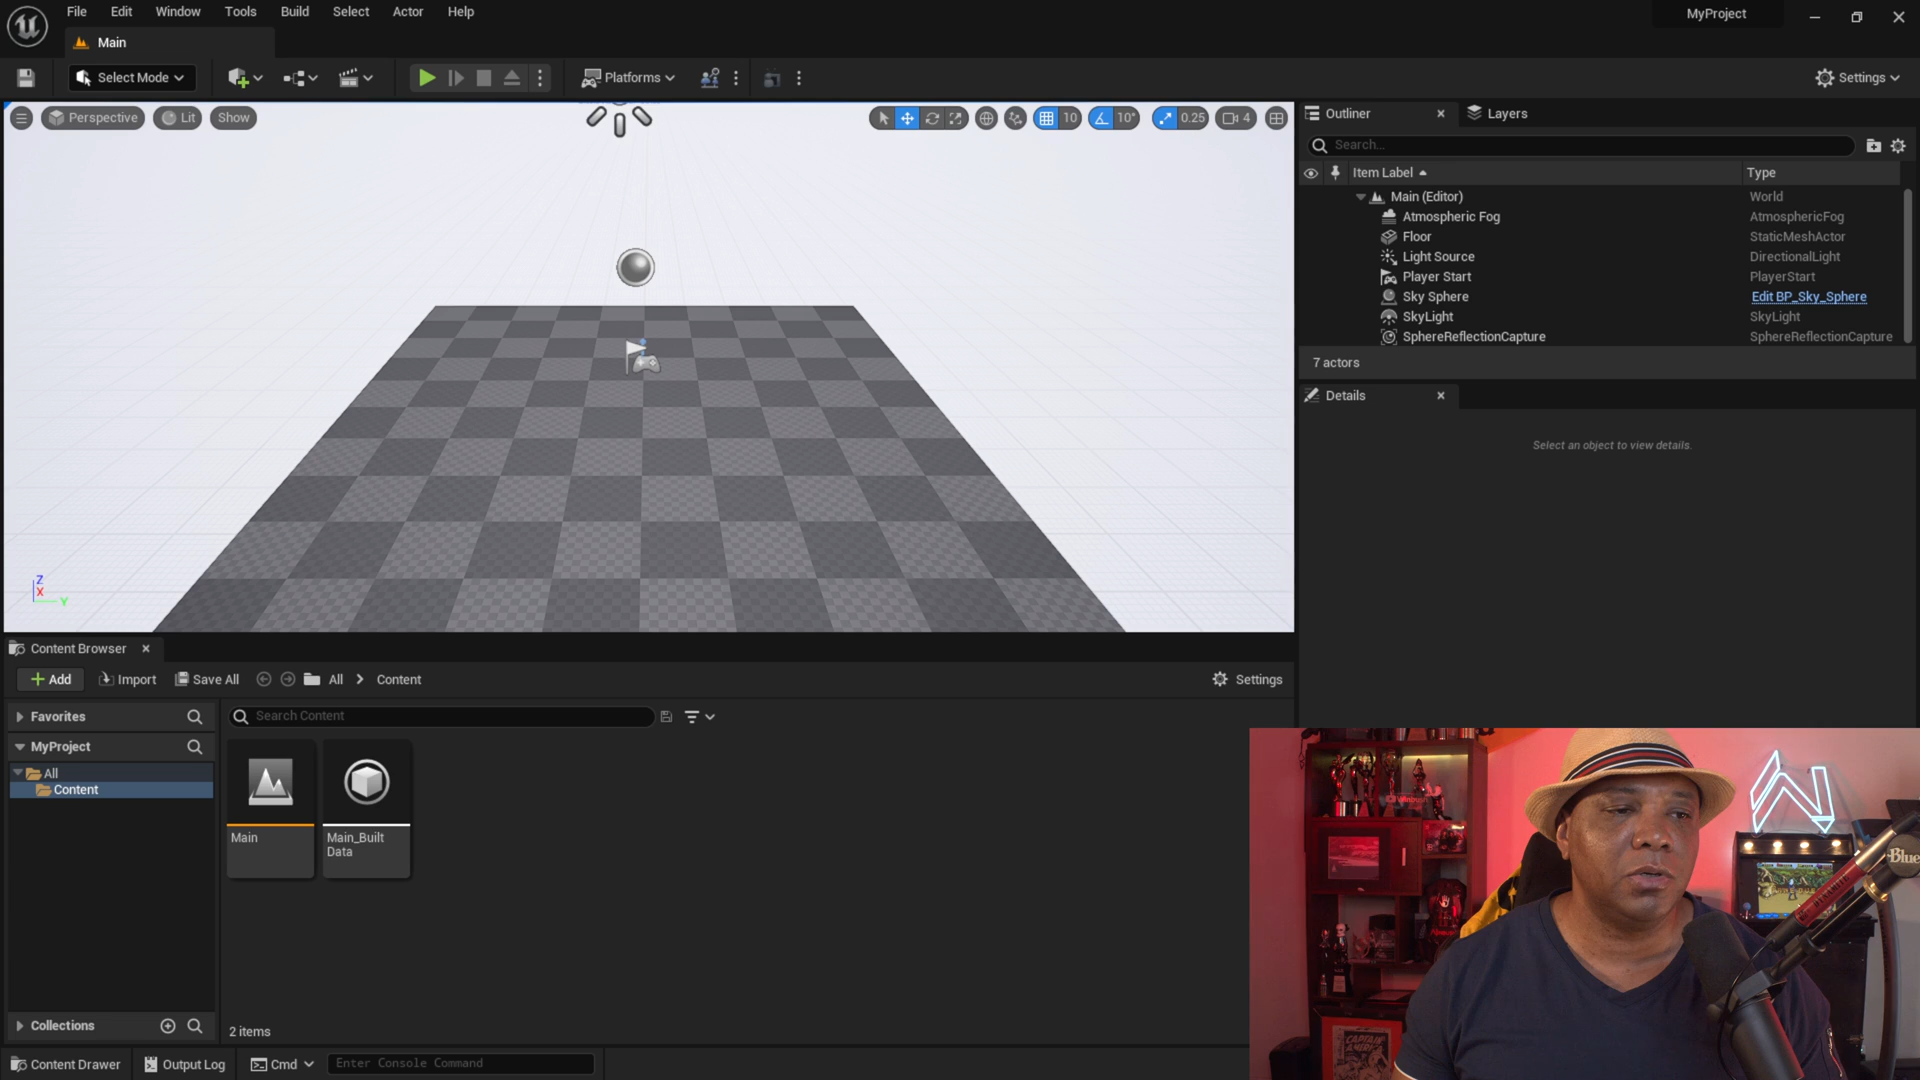 File Edit Window Tools Build Select Actor Help
MyProject
Main
Select Mode
Platforms
Settings
Perspective
Lit
Show
10
10°
0.25
4
Outliner
Layers
Search...
Item Label
Type
Main (Editor)
World
Atmospheric Fog
AtmosphericFog
Floor
StaticMeshActor
Light Source
DirectionalLight
Player Start
PlayerStart
Sky Sphere
Edit BP_Sky_Sphere
SkyLight
SkyLight
SphereReflectionCapture
SphereReflectionCapture
7 actors
Details
Select an object to view details.
Z
X
Y
Content Browser
Add
Import
Save All
All
Content
Settings
Favorites
Search Content
MyProject
All
Content
Main
Main_Built
Data
Collections
2 items
Content Drawer
Output Log
Cmd
Enter Console Command
Blue
CAPTAIN
AMERICA